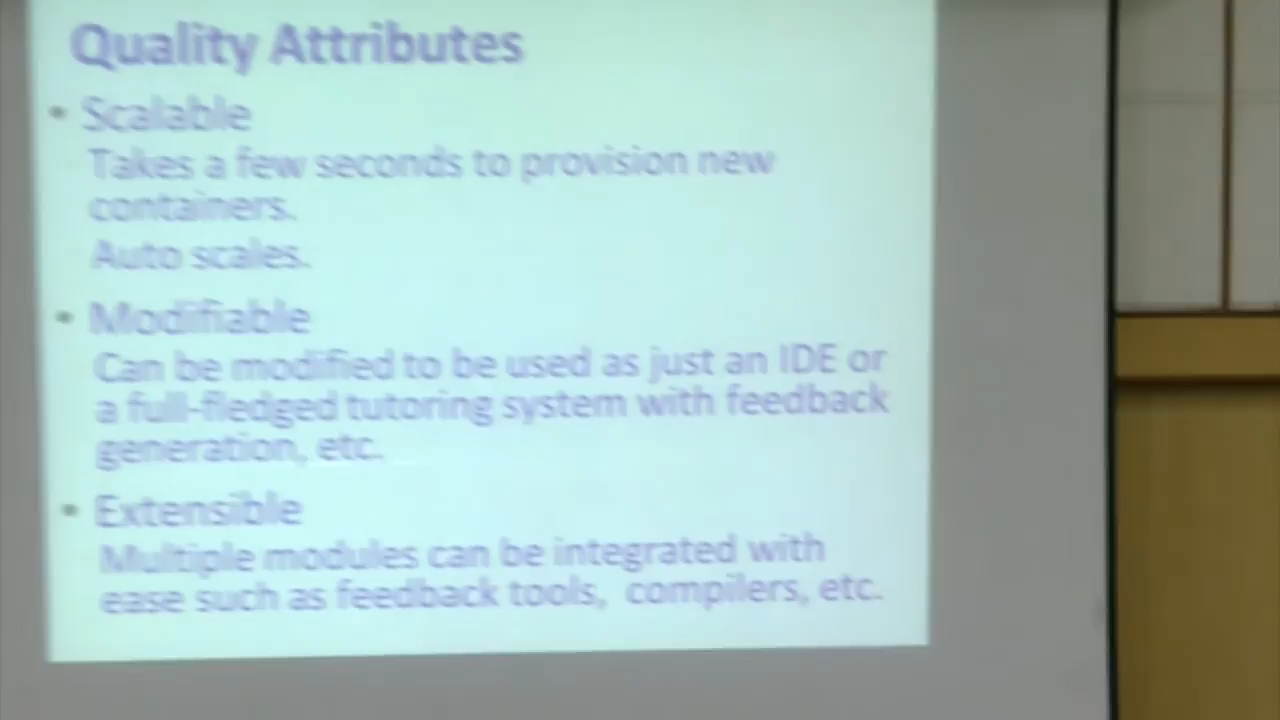 Quality Attributes
• Scalable
Takes a few seconds to provision new
containers.
Auto scales.
• Modifiable
Can be modified to be used as just an IDE or
a full-fledged tutoring system with feedback
generation, etc.
• Extensible
Multiple modules can be integrated with
ease such as feedback tools, compilers, etc.